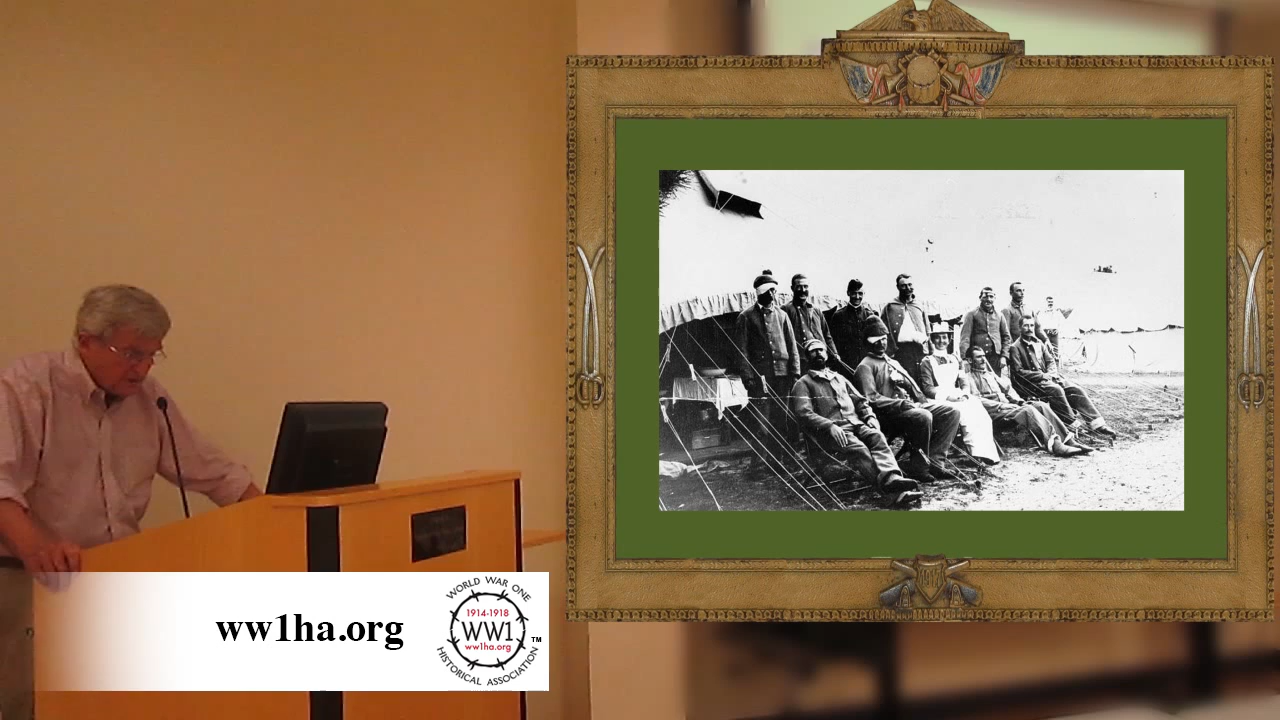 ww1ha.org
WORLD WAR ONE
1914-1918
WW1
ww1ha.org
HISTORICAL ASSOCIATION
TM